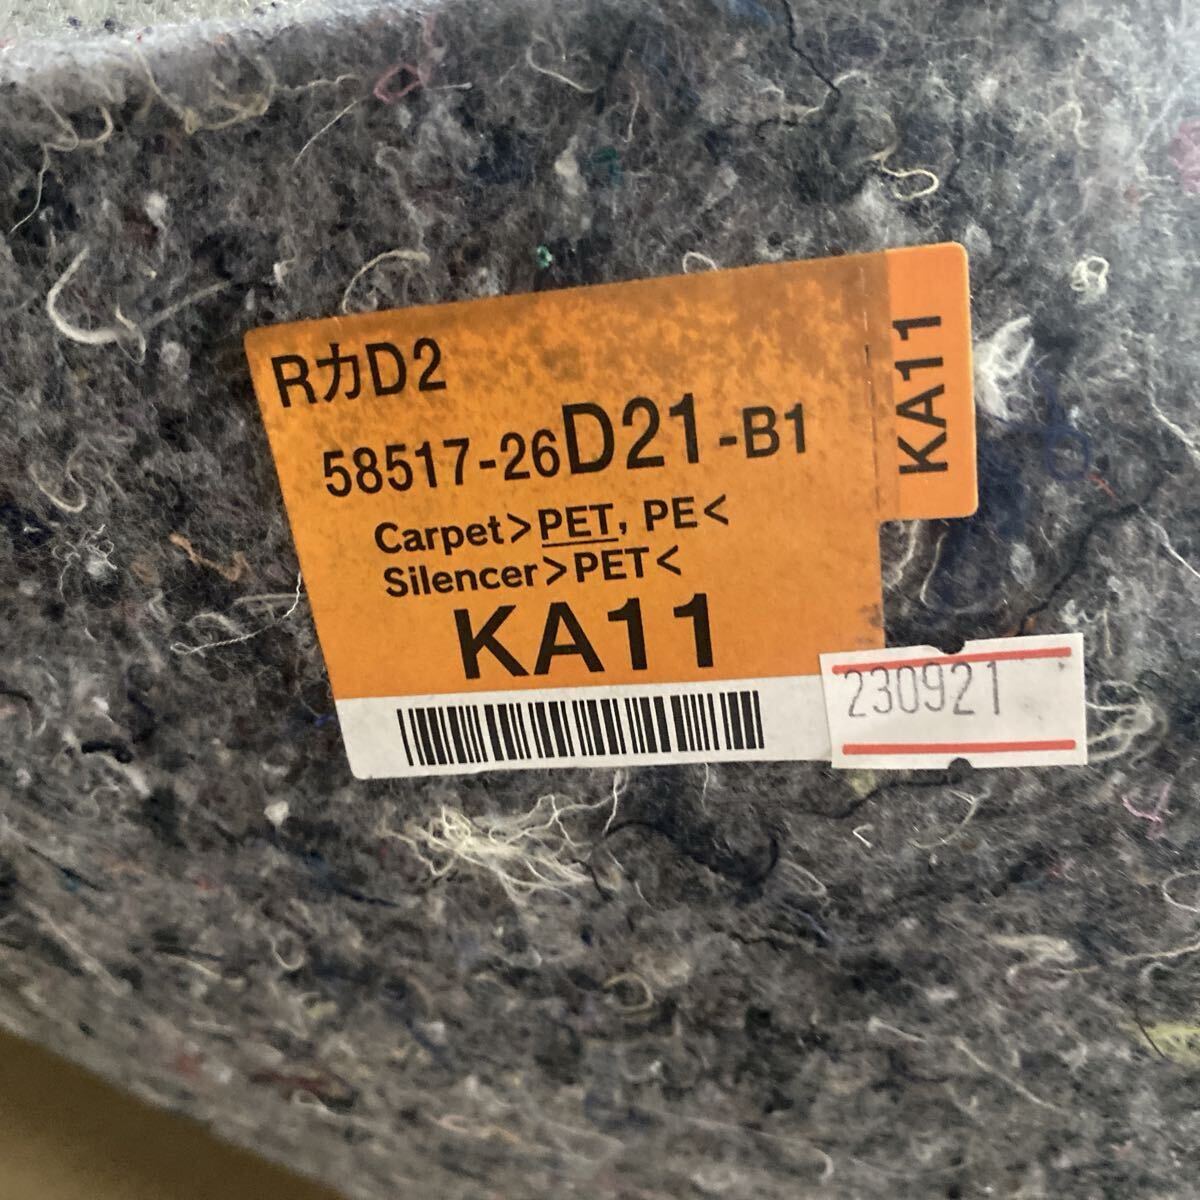 RカD2
58517-26D21-B1
Carpet>PET, PE<
Silencer>PET<
KA11
KA11
230921